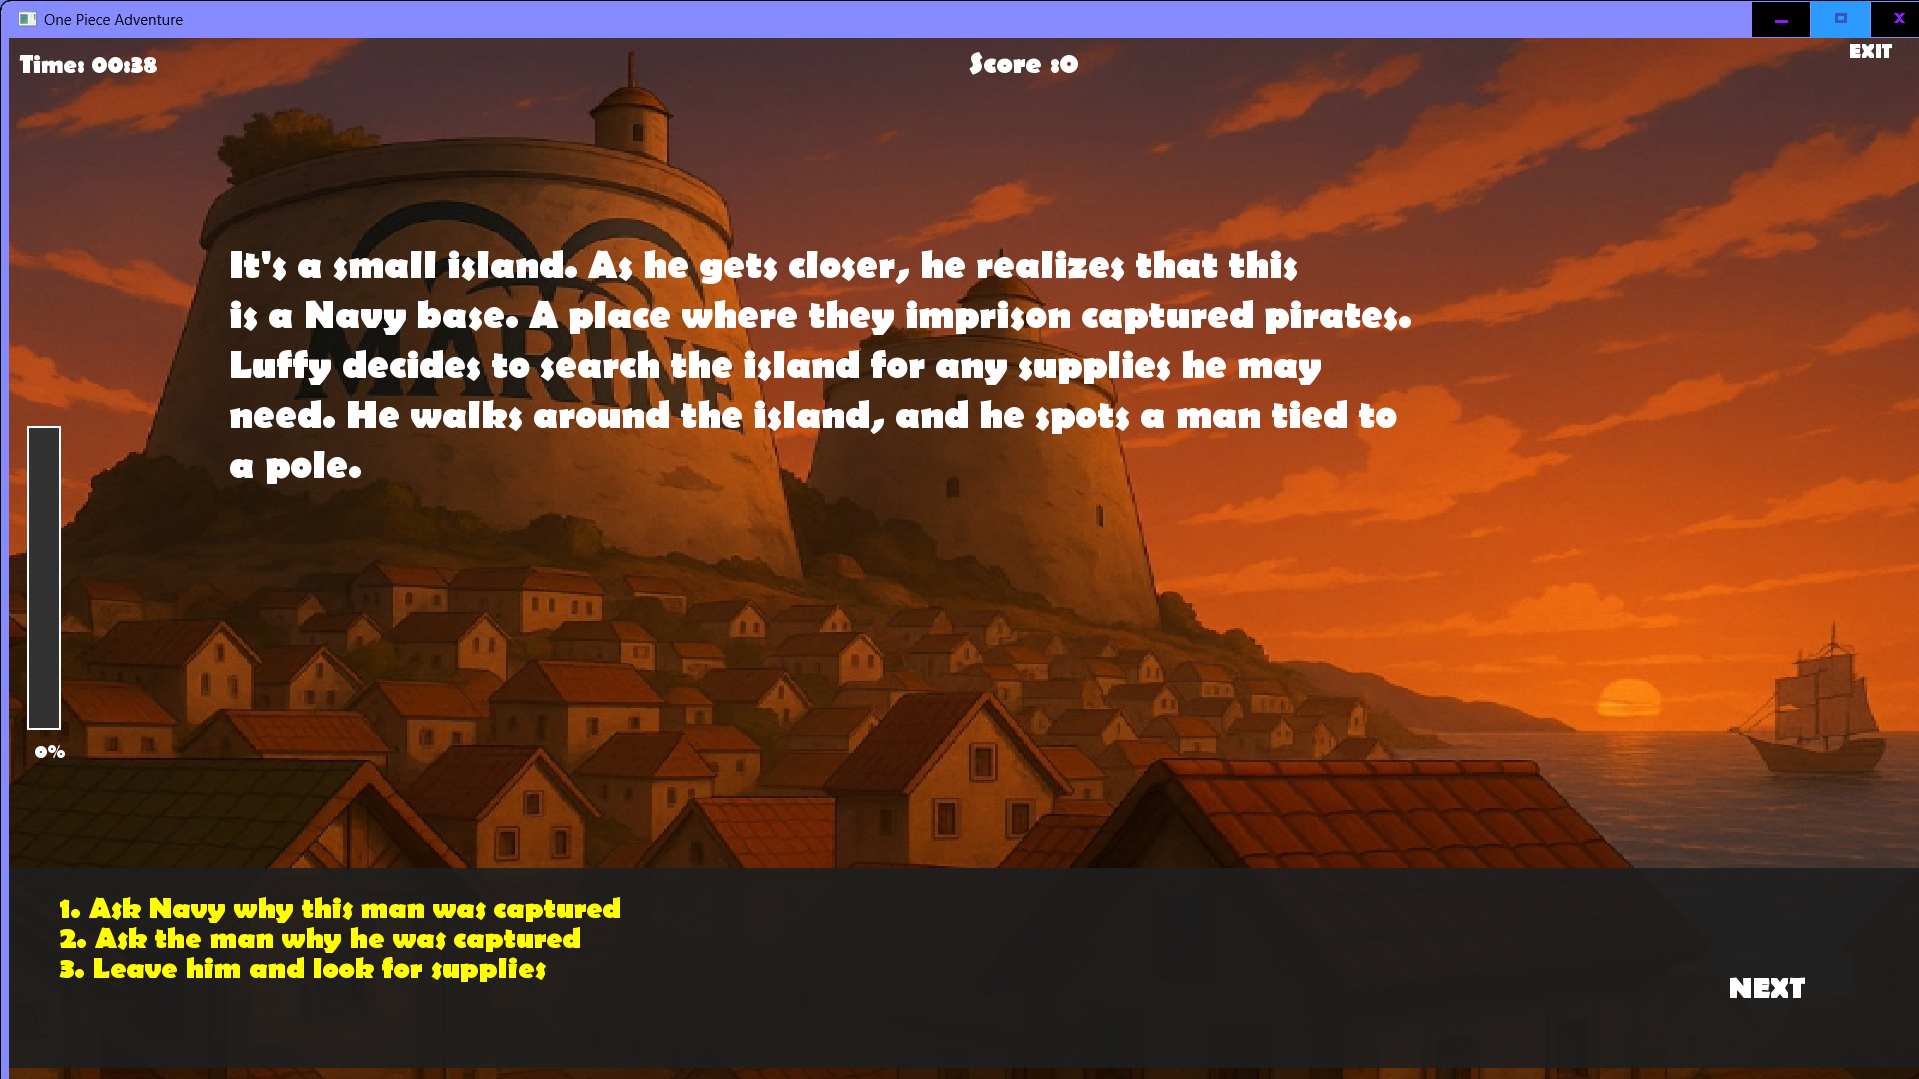 One Piece Adventure
Time: 00:38
Score :0
EXIT
MARINE
It's a small island. As he gets closer, he realizes that this
is a Navy base. A place where they imprison captured pirates.
Luffy decides to search the island for any supplies he may
need. He walks around the island, and he spots a man tied to
a pole.
0%
1. Ask Navy why this man was captured
2. Ask the man why he was captured
3. Leave him and look for supplies
NEXT